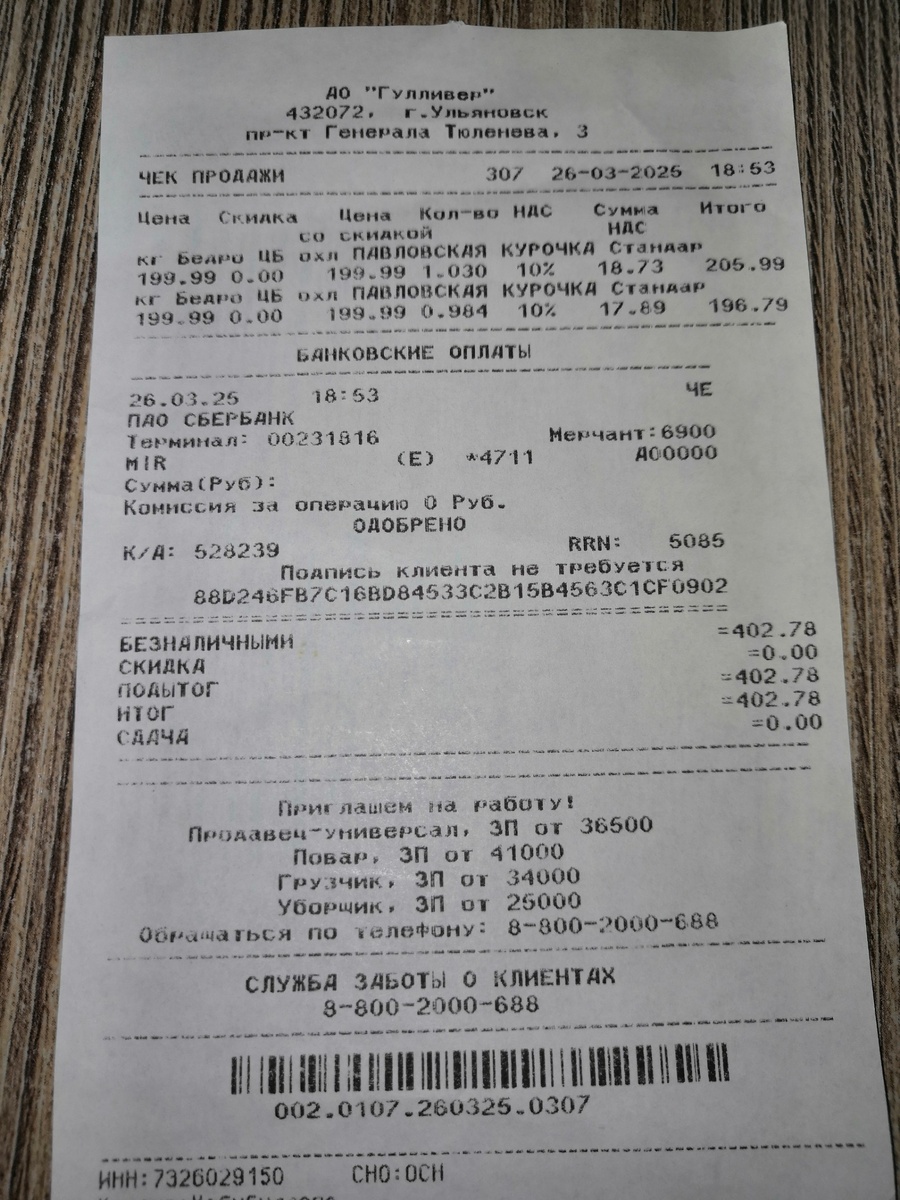 АО "Гулливер"
432072, г.Ульяновск
пр-кт Генерала Тюленева, 3
ЧЕК ПРОДАЖИ 307 26-03-2025 18:53
Цена Скидка Цена Кол-во НДС Сумма Итого
со скидкой НДС
кг Бедро ЦБ охл ПАВЛОВСКАЯ КУРОЧКА Стандар
199.99 0.00 199.99 1.030 10% 18.73 205.99
кг Бедро ЦБ охл ПАВЛОВСКАЯ КУРОЧКА Стандар
199.99 0.00 199.99 0.984 10% 17.89 196.79
БАНКОВСКИЕ ОПЛАТЫ
26.03.25 18:53 ЧЕ
ПАО СБЕРБАНК
Терминал: 00231816 Мерчант:6900
MIR (E) *4711 A00000
Сумма(Руб):
Комиссия за операцию 0 Руб.
ОДОБРЕНО
К/А: 528239 RRN: 5085
Подпись клиента не требуется
88D246FB7C16BD84533C2B15B4563C1CF0902
БЕЗНАЛИЧНЫМИ =402.78
СКИДКА =0.00
ПОДЫТОГ =402.78
ИТОГ =402.78
СДАЧА =0.00
Приглашем на работу!
Продавец-универсал, ЗП от 36500
Повар, ЗП от 41000
Грузчик, ЗП от 34000
Уборщик, ЗП от 25000
Обращаться по телефону: 8-800-2000-688
СЛУЖБА ЗАБОТЫ О КЛИЕНТАХ
8-800-2000-688
002.0107.260325.0307
ИНН:7326029150 СНО:ОСН